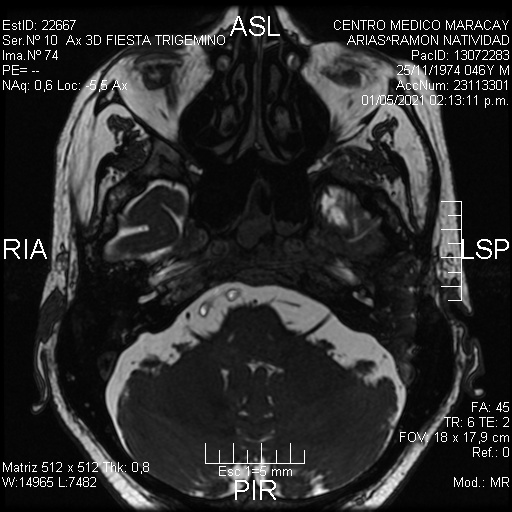 EstID: 22667
Ser.Nº 10 Ax 3D FIESTA TRIGEMINO
Ima.Nº 74
PE= --
NAq: 0,6 Loc: -5,5 Ax
ASL
CENTRO MEDICO MARACAY
ARIAS^RAMON NATIVIDAD
PacID: 13072283
25/11/1974 046Y M
AccNum: 23113301
01/05/2021 02:13:11 p.m.
RIA
LSP
FA: 45
TR: 6 TE: 2
FOV: 18 x 17,9 cm
Ref.: 0
Mod.: MR
Matriz 512 x 512 Thk: 0,8
W:14965 L:7482
Esc 1=5 mm
PIR